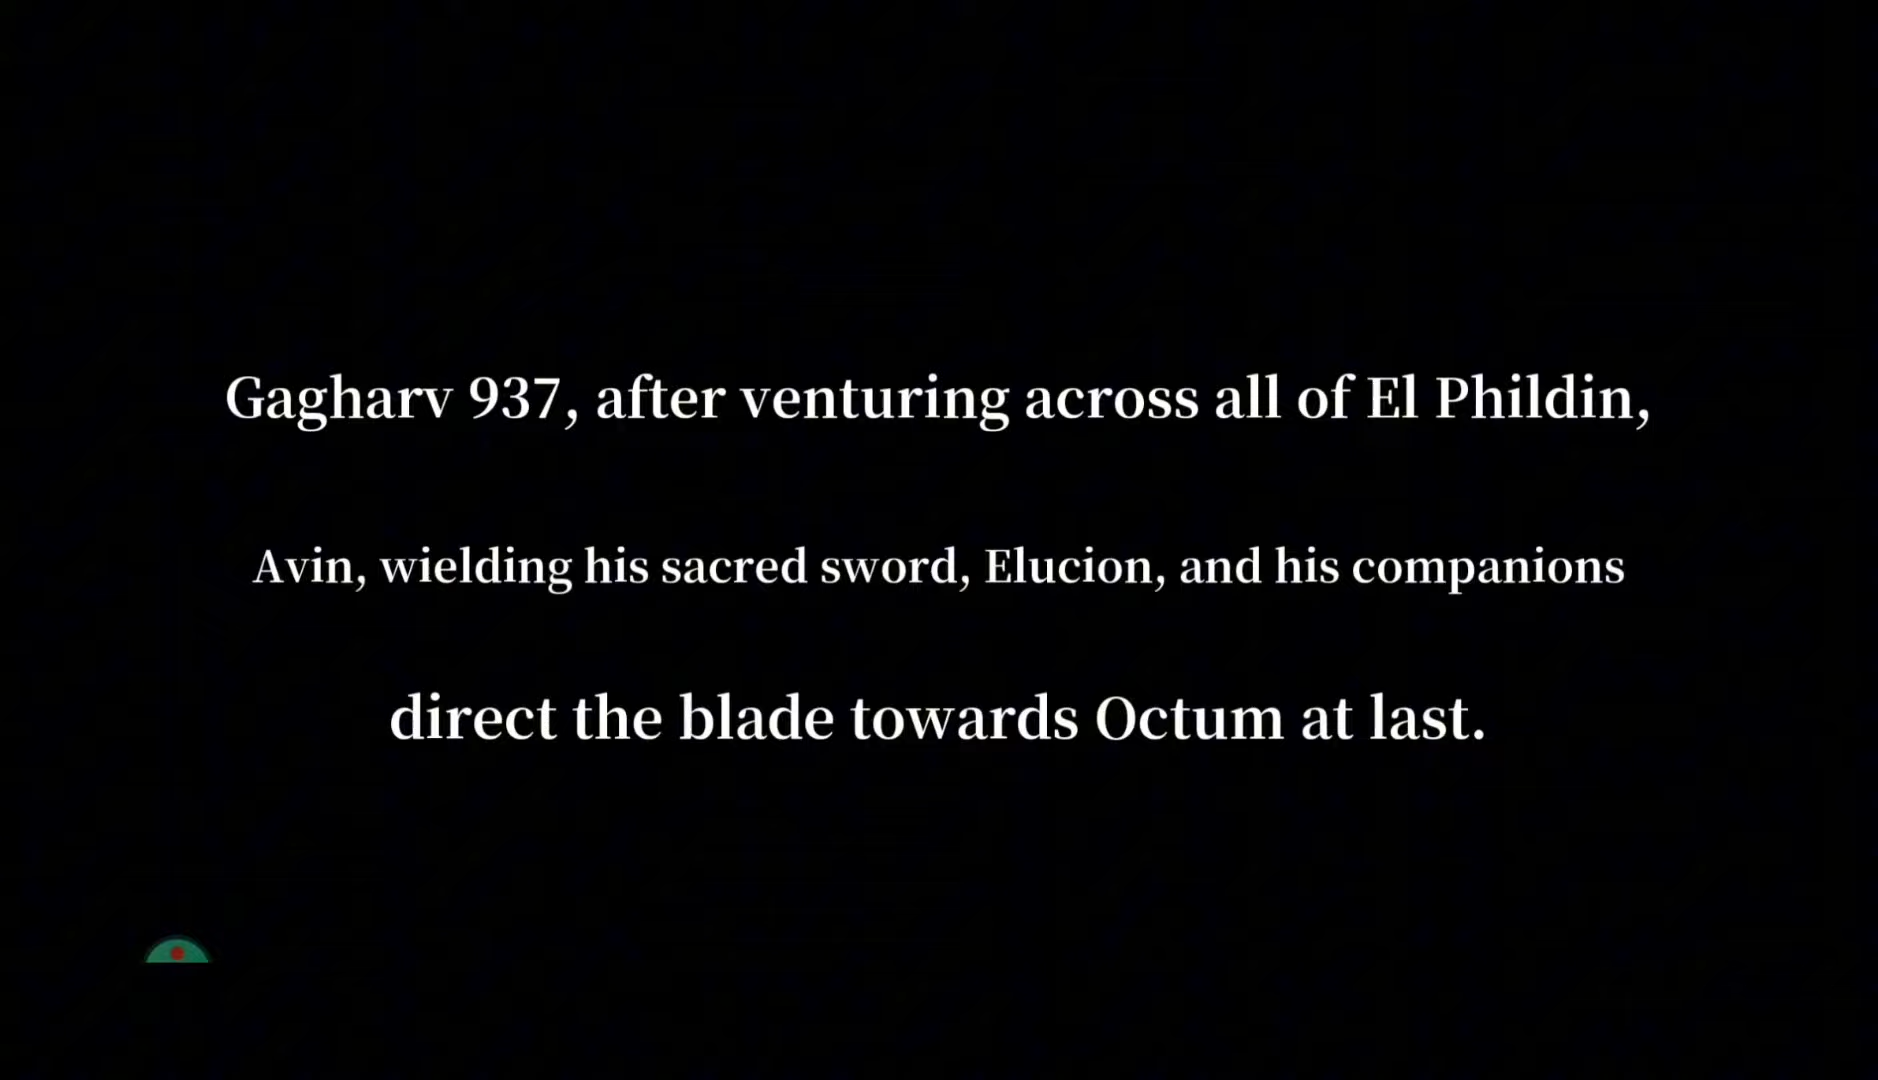 Gagharv 937, after venturing across all of El Phildin,
Avin, wielding his sacred sword, Elucion, and his companions
direct the blade towards Octum at last.